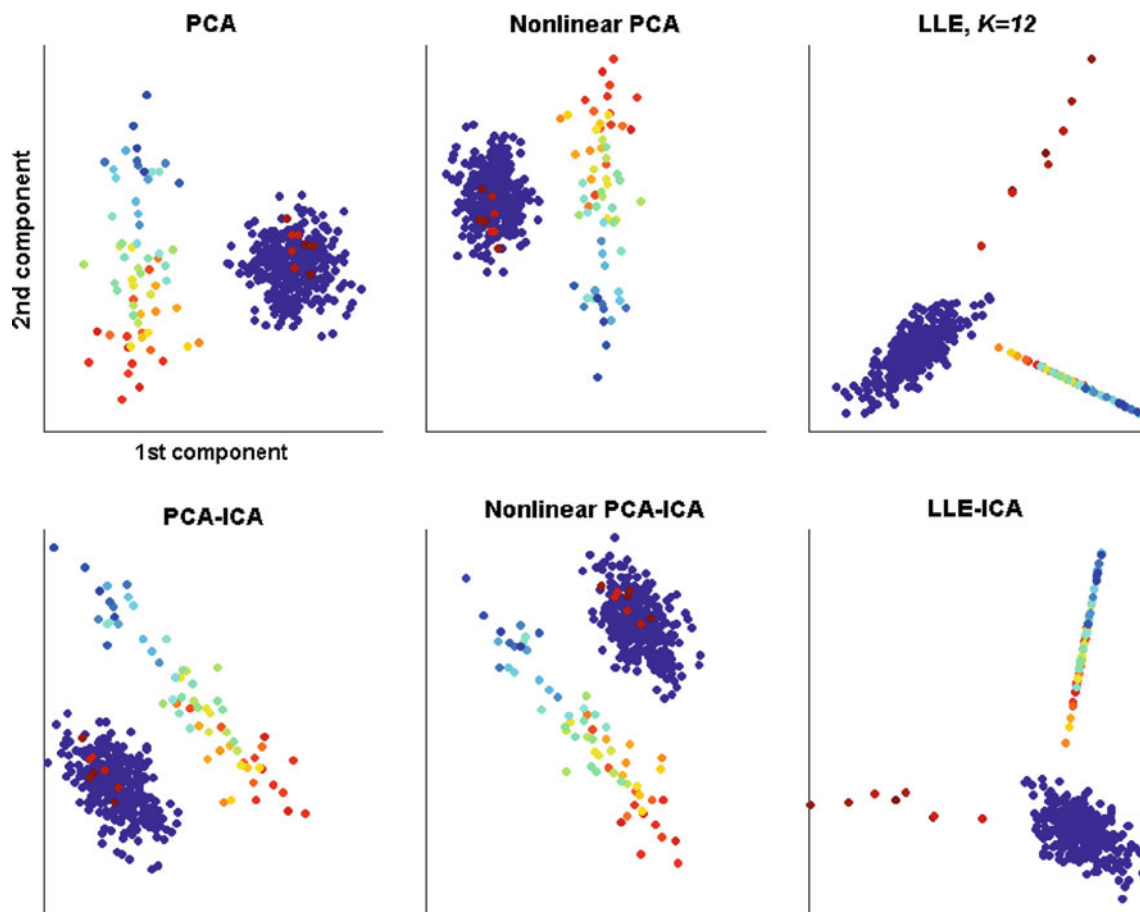 PCA
Nonlinear PCA
LLE, K=12
2nd component
1st component
PCA-ICA
Nonlinear PCA-ICA
LLE-ICA